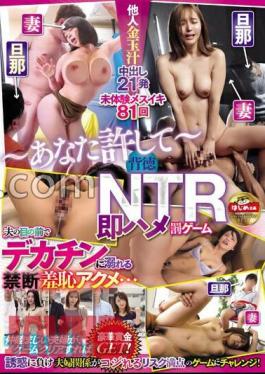 他人金玉汁
中出し21発
未体験メスイキ
81回
妻
旦那
旦那
妻
妻
旦那
~あなた許して~
背徳
NTR
即ハメ罰ゲーム
夫の目の前で
デカチンに溺れる
禁断羞恥アクメ…
豪華賞金
GET!!
誘惑に負け夫婦関係がコジれるリスク満点のゲームにチャレンジ!